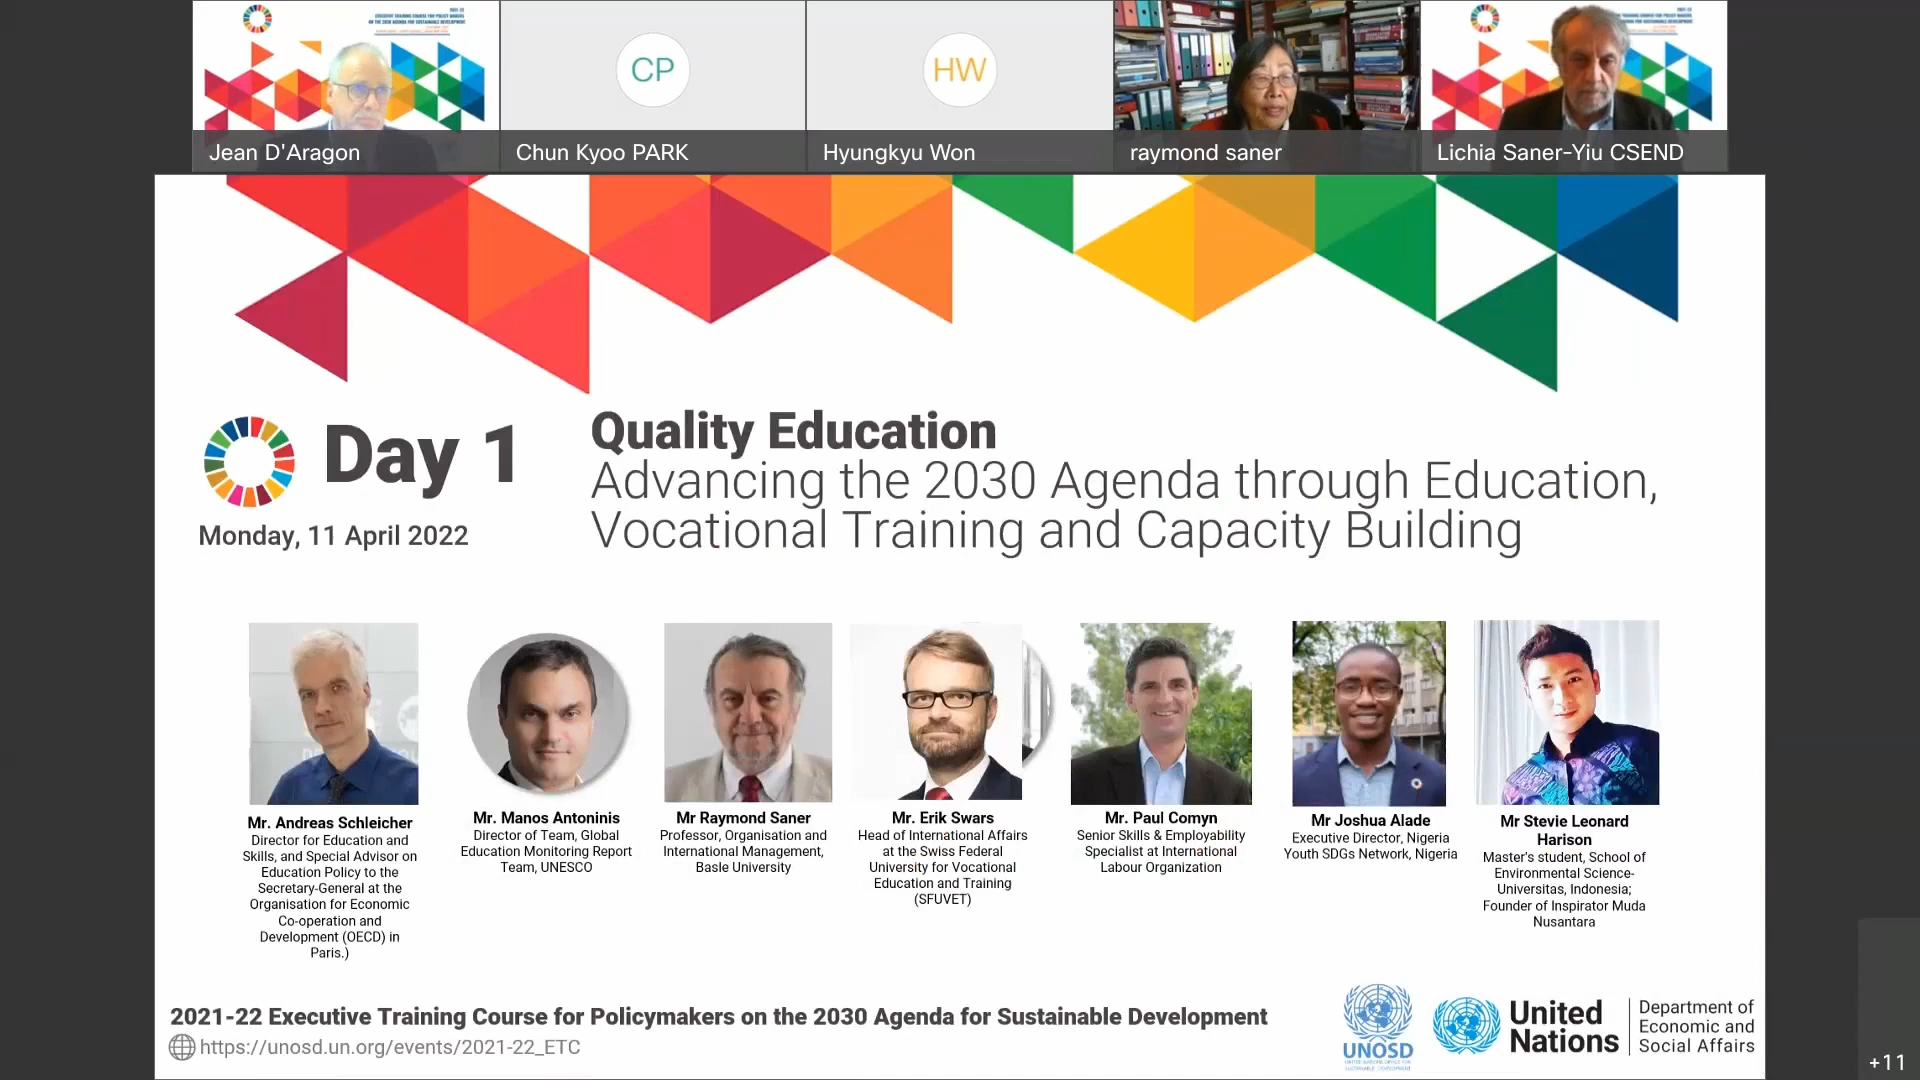 Jean D'Aragon
CP
Chun Kyoo PARK
HW
Hyungkyu Won
raymond saner
Lichia Saner-Yiu CSEND
Day 1
Monday, 11 April 2022
Quality Education
Advancing the 2030 Agenda through Education,
Vocational Training and Capacity Building
Mr. Andreas Schleicher
Director for Education and
Skills, and Special Advisor on
Education Policy to the
Secretary-General at the
Organisation for Economic
Co-operation and
Development (OECD) in
Paris.)
Mr. Manos Antoninis
Director of Team, Global
Education Monitoring Report
Team, UNESCO
Mr Raymond Saner
Professor, Organisation and
International Management,
Basle University
Mr. Erik Swars
Head of International Affairs
at the Swiss Federal
University for Vocational
Education and Training
(SFUVET)
Mr. Paul Comyn
Senior Skills & Employability
Specialist at International
Labour Organization
Mr Joshua Alade
Executive Director, Nigeria
Youth SDGs Network, Nigeria
Mr Stevie Leonard
Harison
Master's student, School of
Environmental Science-
Universitas, Indonesia;
Founder of Inspirator Muda
Nusantara
2021-22 Executive Training Course for Policymakers on the 2030 Agenda for Sustainable Development
https://unosd.un.org/events/2021-22_ETC
UNOSD
United
Nations
Department of
Economic and
Social Affairs
+11